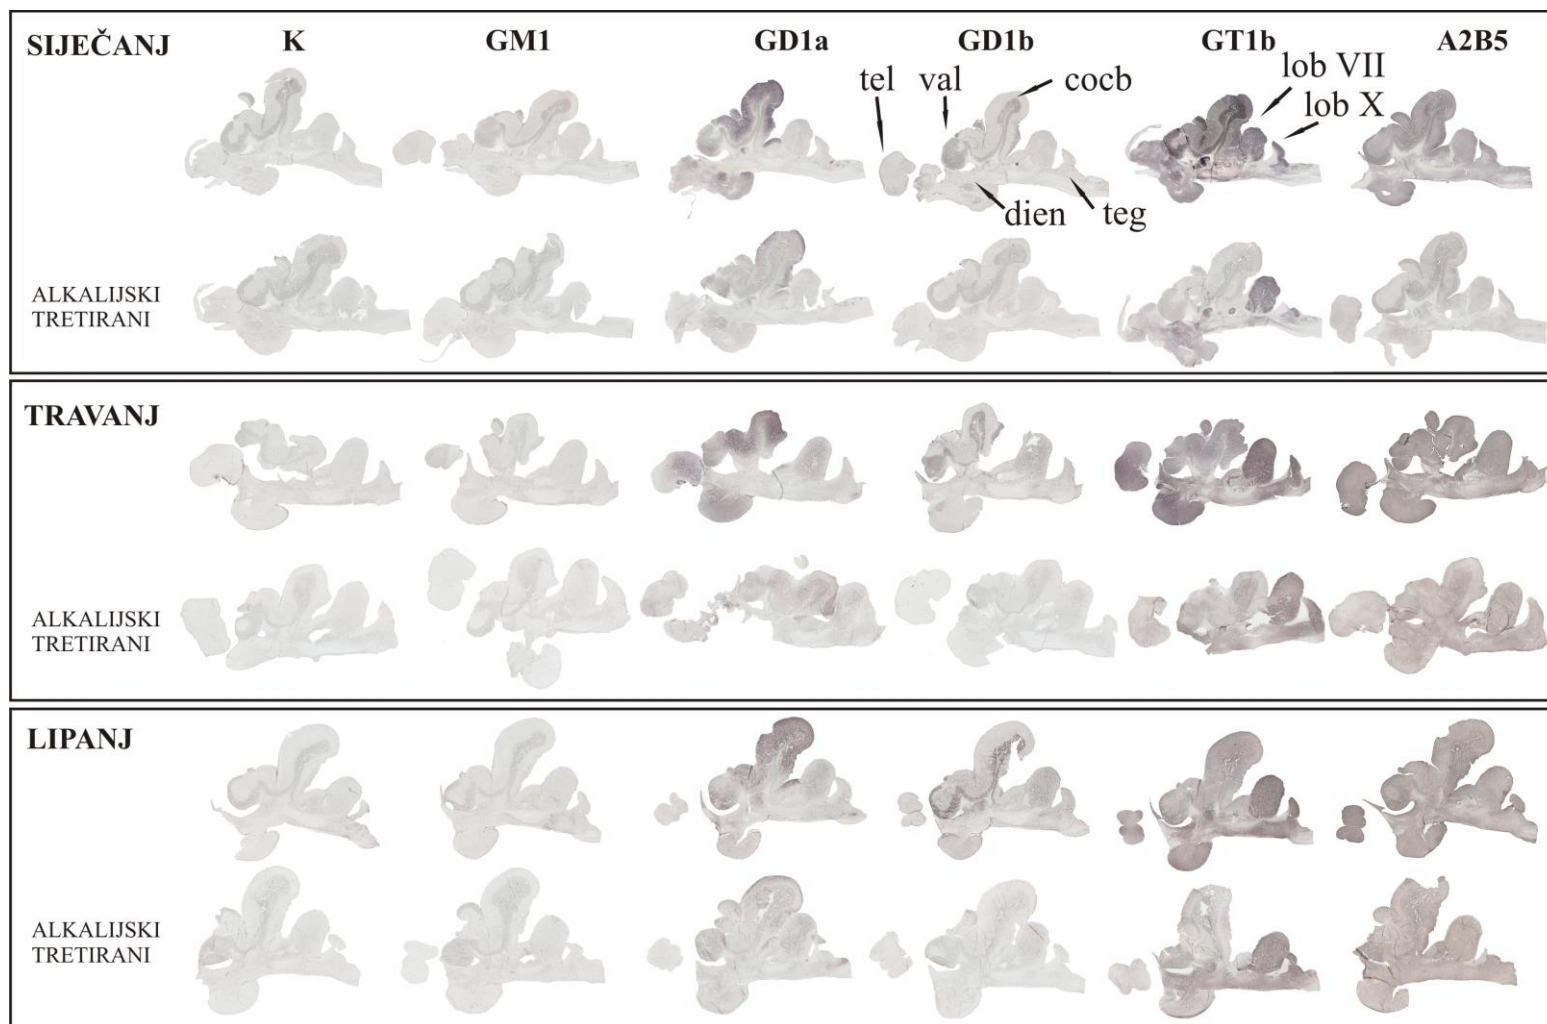 SIJEČANJ K GM1 GD1a GD1b GT1b A2B5
tel val cocb lob VII
lob X
dien teg
ALKALIJSKI
TRETIRANI
TRAVANJ
ALKALIJSKI
TRETIRANI
LIPANJ
ALKALIJSKI
TRETIRANI